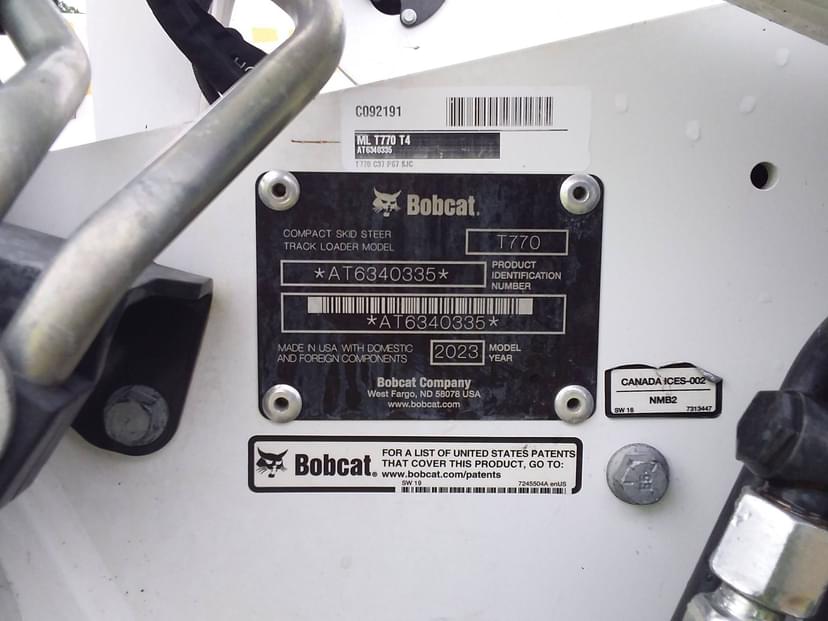 C092191
ML T770 T4
AT6340335
T770 C37 P67 SJC
Bobcat.
COMPACT SKID STEER
TRACK LOADER MODEL
T770
*AT6340335*
PRODUCT
IDENTIFICATION
NUMBER
*AT6340335*
MADE IN USA WITH DOMESTIC
AND FOREIGN COMPONENTS
2023
MODEL
YEAR
Bobcat Company
West Fargo, ND 58078 USA
www.bobcat.com
CANADA ICES-002
NMB2
SW 18
7313447
Bobcat.
FOR A LIST OF UNITED STATES PATENTS
THAT COVER THIS PRODUCT, GO TO:
www.bobcat.com/patents
SW 19
7245504A enUS